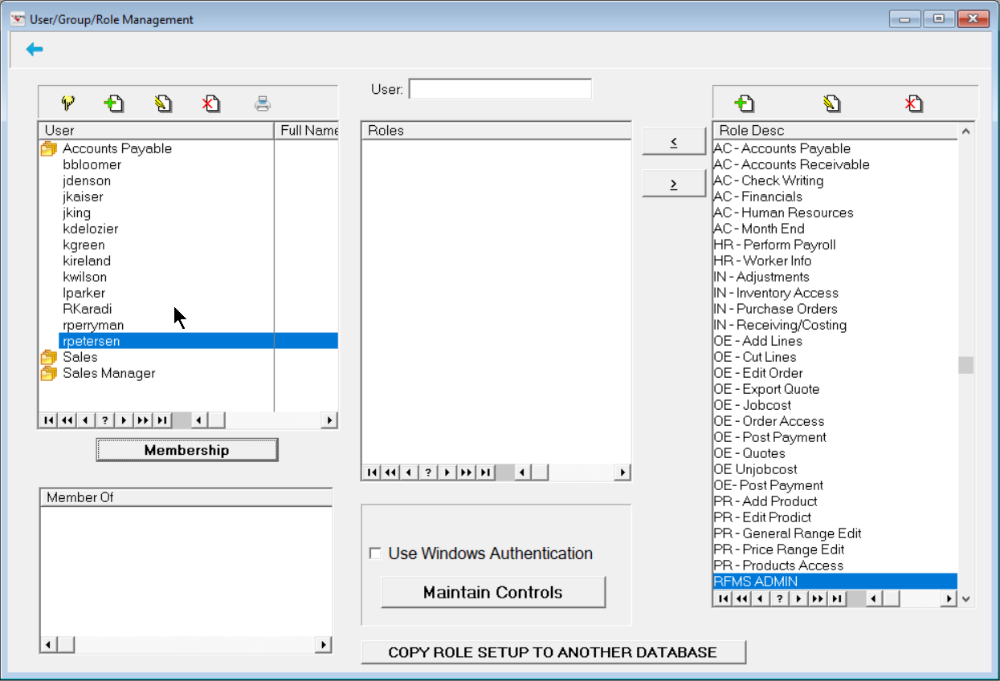 User/Group/Role Management
User:
User Full Name
Accounts Payable
bbloomer
jdenson
jkaiser
jking
kdelozier
kgreen
kireland
kwilson
lparker
RKaradi
rperryman
rpetersen
Sales
Sales Manager
?
Membership
Member Of
Roles
?
<
>
Use Windows Authentication
Maintain Controls
COPY ROLE SETUP TO ANOTHER DATABASE
Role Desc
AC - Accounts Payable
AC - Accounts Receivable
AC - Check Writing
AC - Financials
AC - Human Resources
AC - Month End
HR - Perform Payroll
HR - Worker Info
IN - Adjustments
IN - Inventory Access
IN - Purchase Orders
IN - Receiving/Costing
OE - Add Lines
OE - Cut Lines
OE - Edit Order
OE - Export Quote
OE - Jobcost
OE - Order Access
OE - Post Payment
OE - Quotes
OE Unjobcost
OE- Post Payment
PR - Add Product
PR - Edit Prodict
PR - General Range Edit
PR - Price Range Edit
PR - Products Access
RFMS ADMIN
?